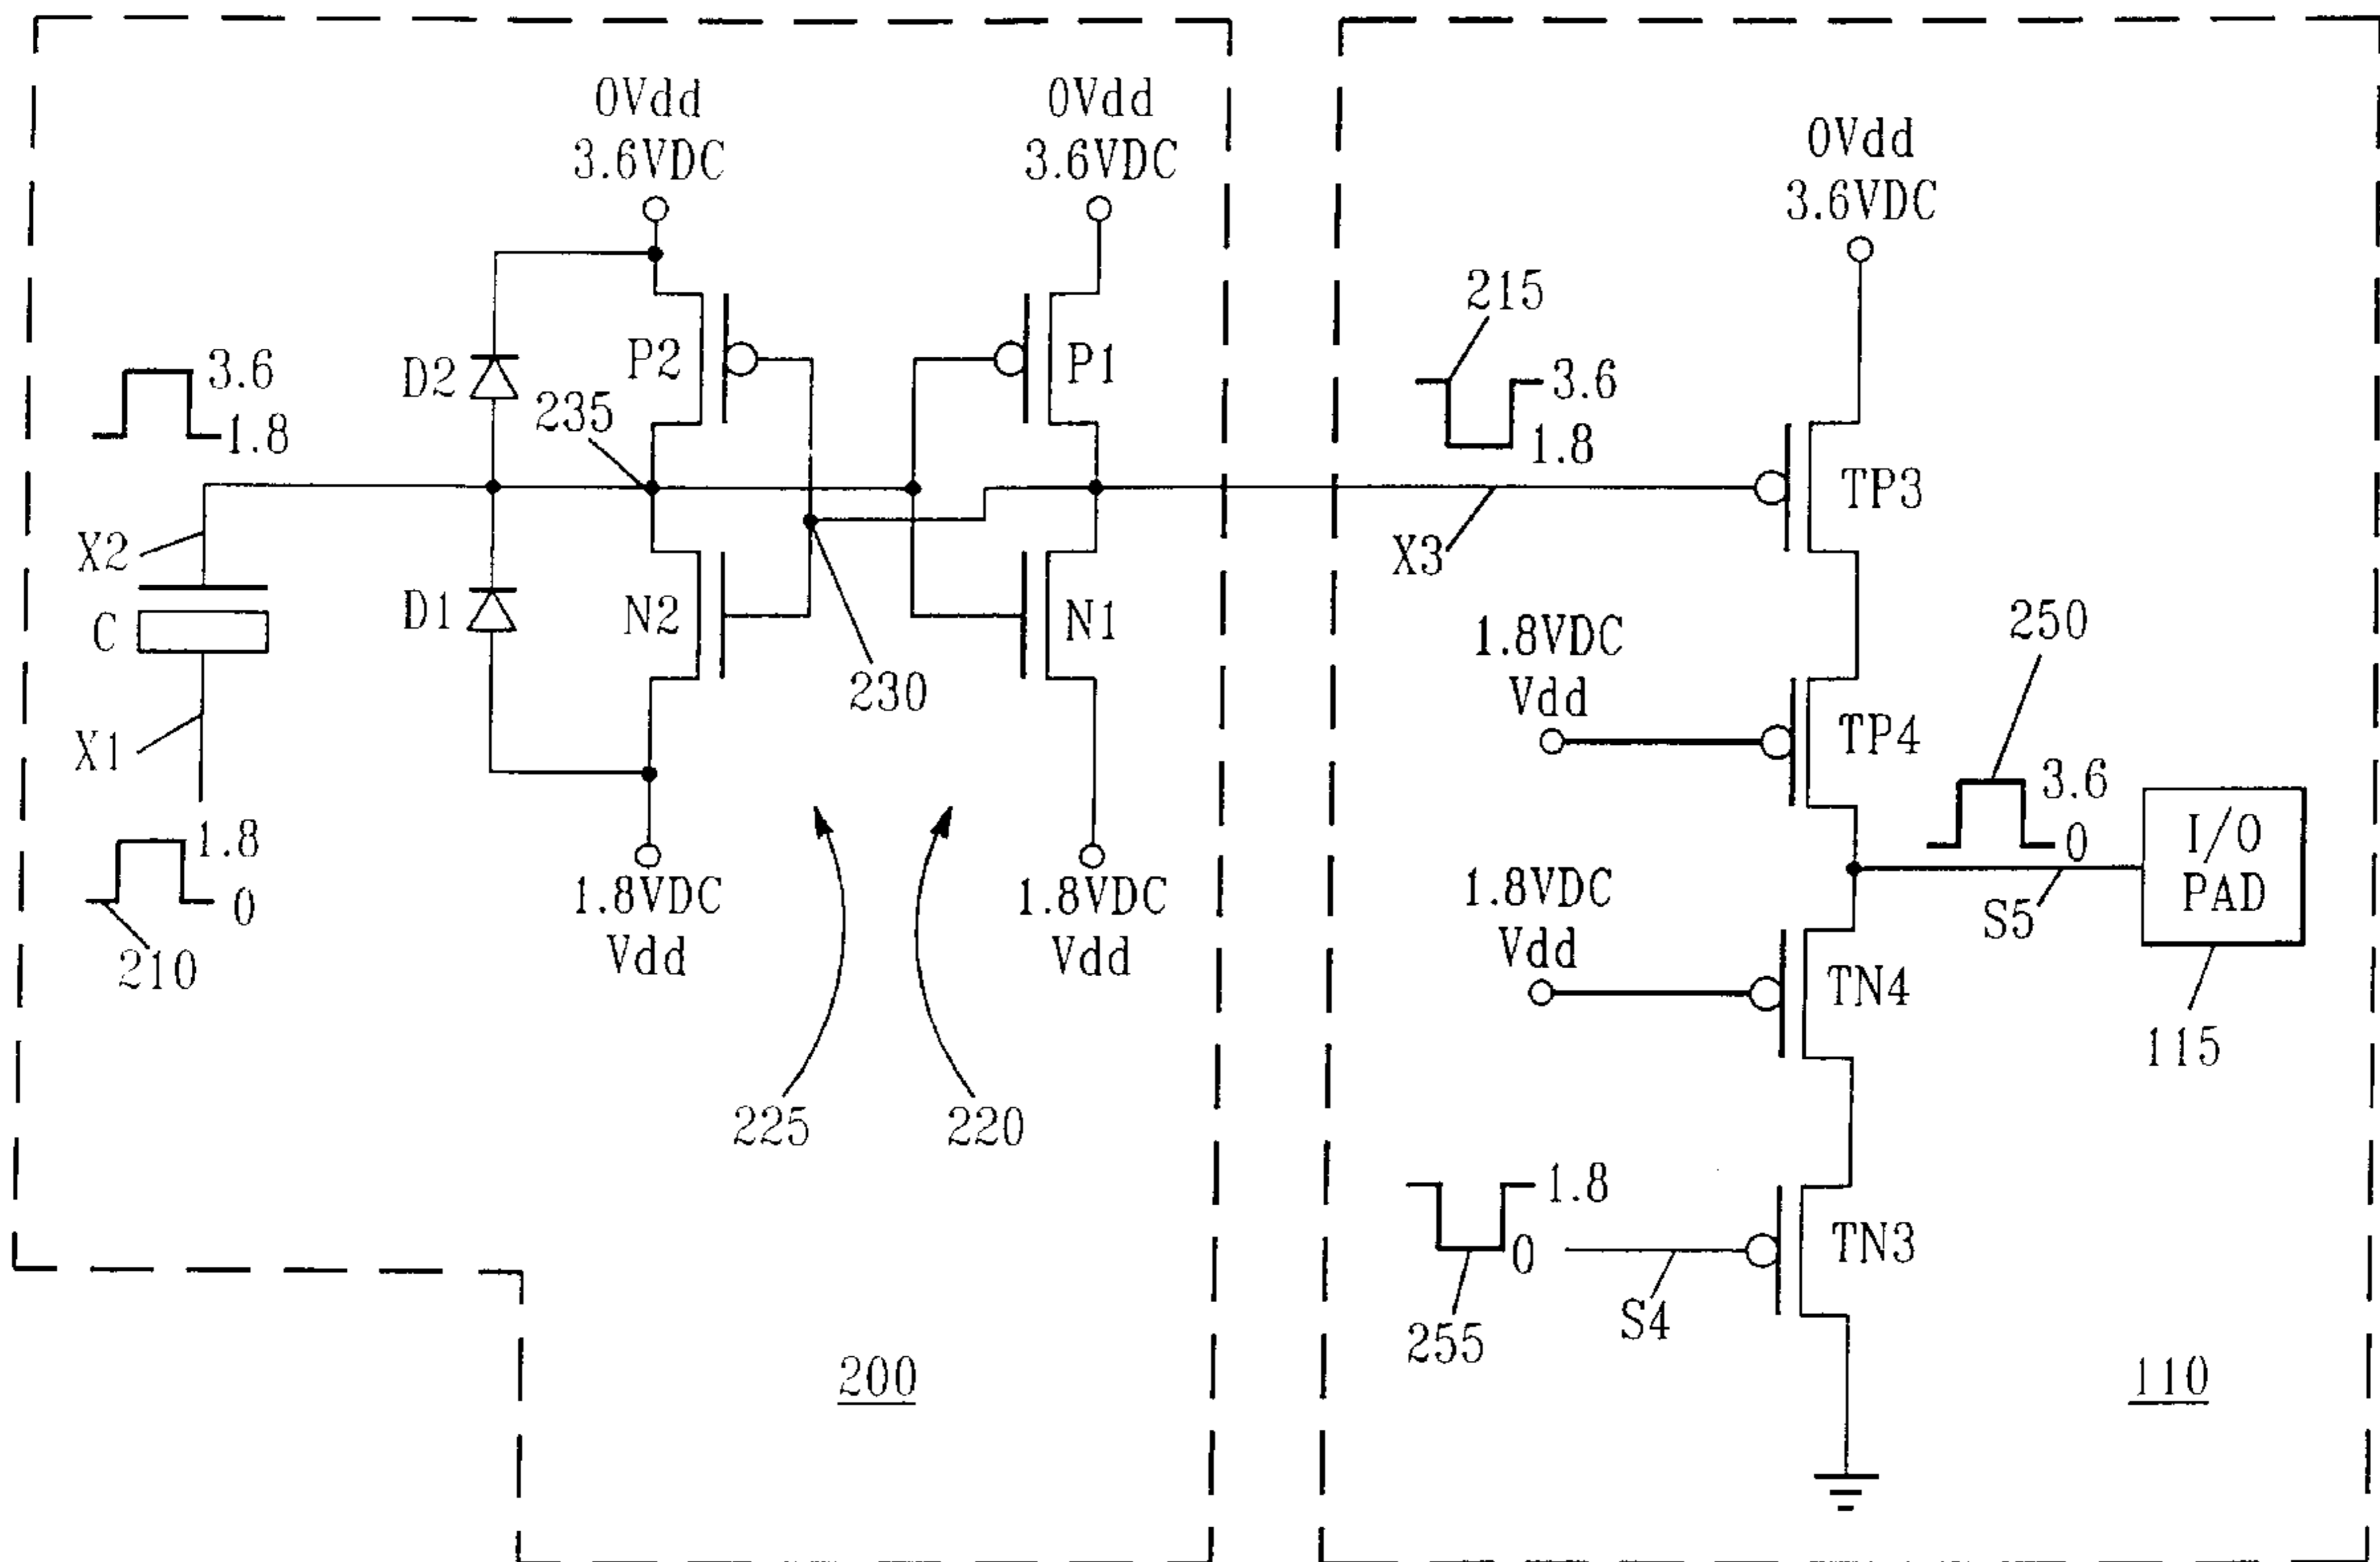 0Vdd
3.6VDC
0Vdd
3.6VDC
0Vdd
3.6VDC
215
3.6
1.8
D2
P2
P1
235
3.6
1.8
TP3
X2
X3
C
D1
N2
N1
230
1.8VDC
Vdd
250
X1
TP4
3.6
0
I/O
PAD
1.8
0
210
1.8VDC
Vdd
1.8VDC
Vdd
1.8VDC
Vdd
S5
TN4
115
225
220
1.8
0
TN3
255
S4
200
110